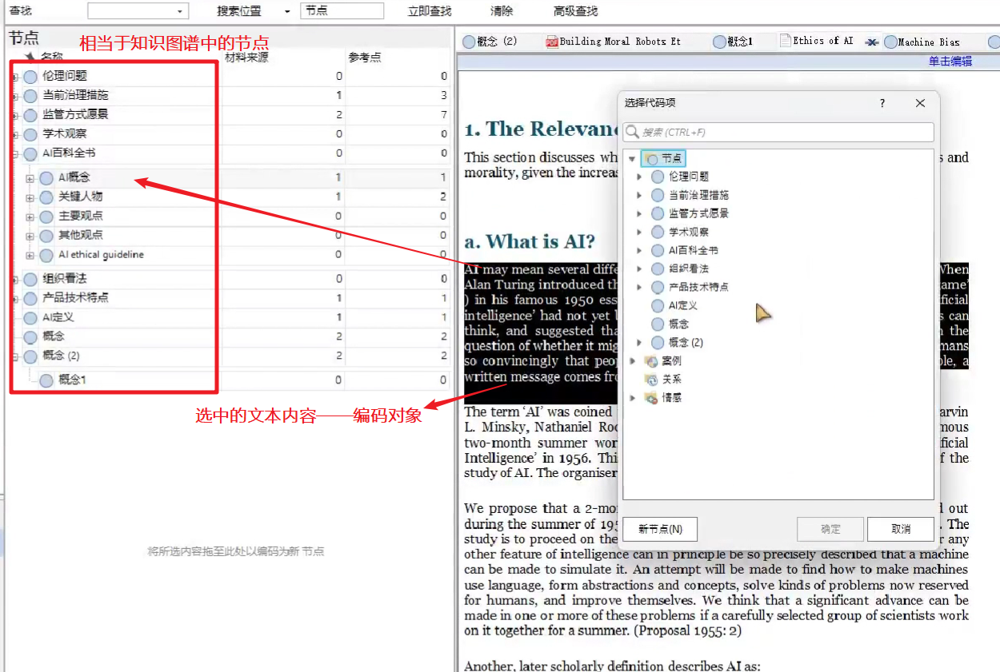 查找 搜索位置 节点 立即查找 清除 高级查找
节点
相当于知识图谱中的节点
名称 材料来源 参考点
伦理问题 0 0
当前治理措施 1 3
监管方式愿景 2 7
学术观察 0 0
AI百科全书 0 0
AI概念 1 1
关键人物 1 2
主要观点 0 0
其他观点 0 0
AI ethical guideline 0 0
组织看法 0 0
产品技术特点 1 1
AI定义 1 1
概念 2 2
概念 (2) 2 2
概念1 0 0
选中的文本内容——编码对象
将所选内容拖至此处以编码为新 节点
概念 (2) Building Moral Robots Et 概念1 Ethics of AI Machine Bias
单击编辑
1. The Relevan
This section discusses wh s and
morality, given the increas
a. What is AI?
AI may mean several diffe When
Alan Turing introduced th ame’
) in his famous 1950 ess ficial
intelligence’ had not yet s can
think, and suggested tha the
question of whether it mig mans
so convincingly that peop ple, a
written message comes fro
The term ‘AI’ was coined arvin
L. Minsky, Nathaniel Roc mous
two-month summer wor ficial
Intelligence’ in 1956. Thi f the
study of AI. The organiser
We propose that a 2-mo d out
during the summer of 195 . The
study is to proceed on the r any
other feature of intelligence can in principle be so precisely described that a machine
can be made to simulate it. An attempt will be made to find how to make machines
use language, form abstractions and concepts, solve kinds of problems now reserved
for humans, and improve themselves. We think that a significant advance can be
made in one or more of these problems if a carefully selected group of scientists work
on it together for a summer. (Proposal 1955: 2)
Another, later scholarly definition describes AI as:
选择代码项 ?
搜索 (CTRL+F)
节点
伦理问题
当前治理措施
监管方式愿景
学术观察
AI百科全书
组织看法
产品技术特点
AI定义
概念
概念 (2)
案例
关系
情感
新节点(N) 确定 取消